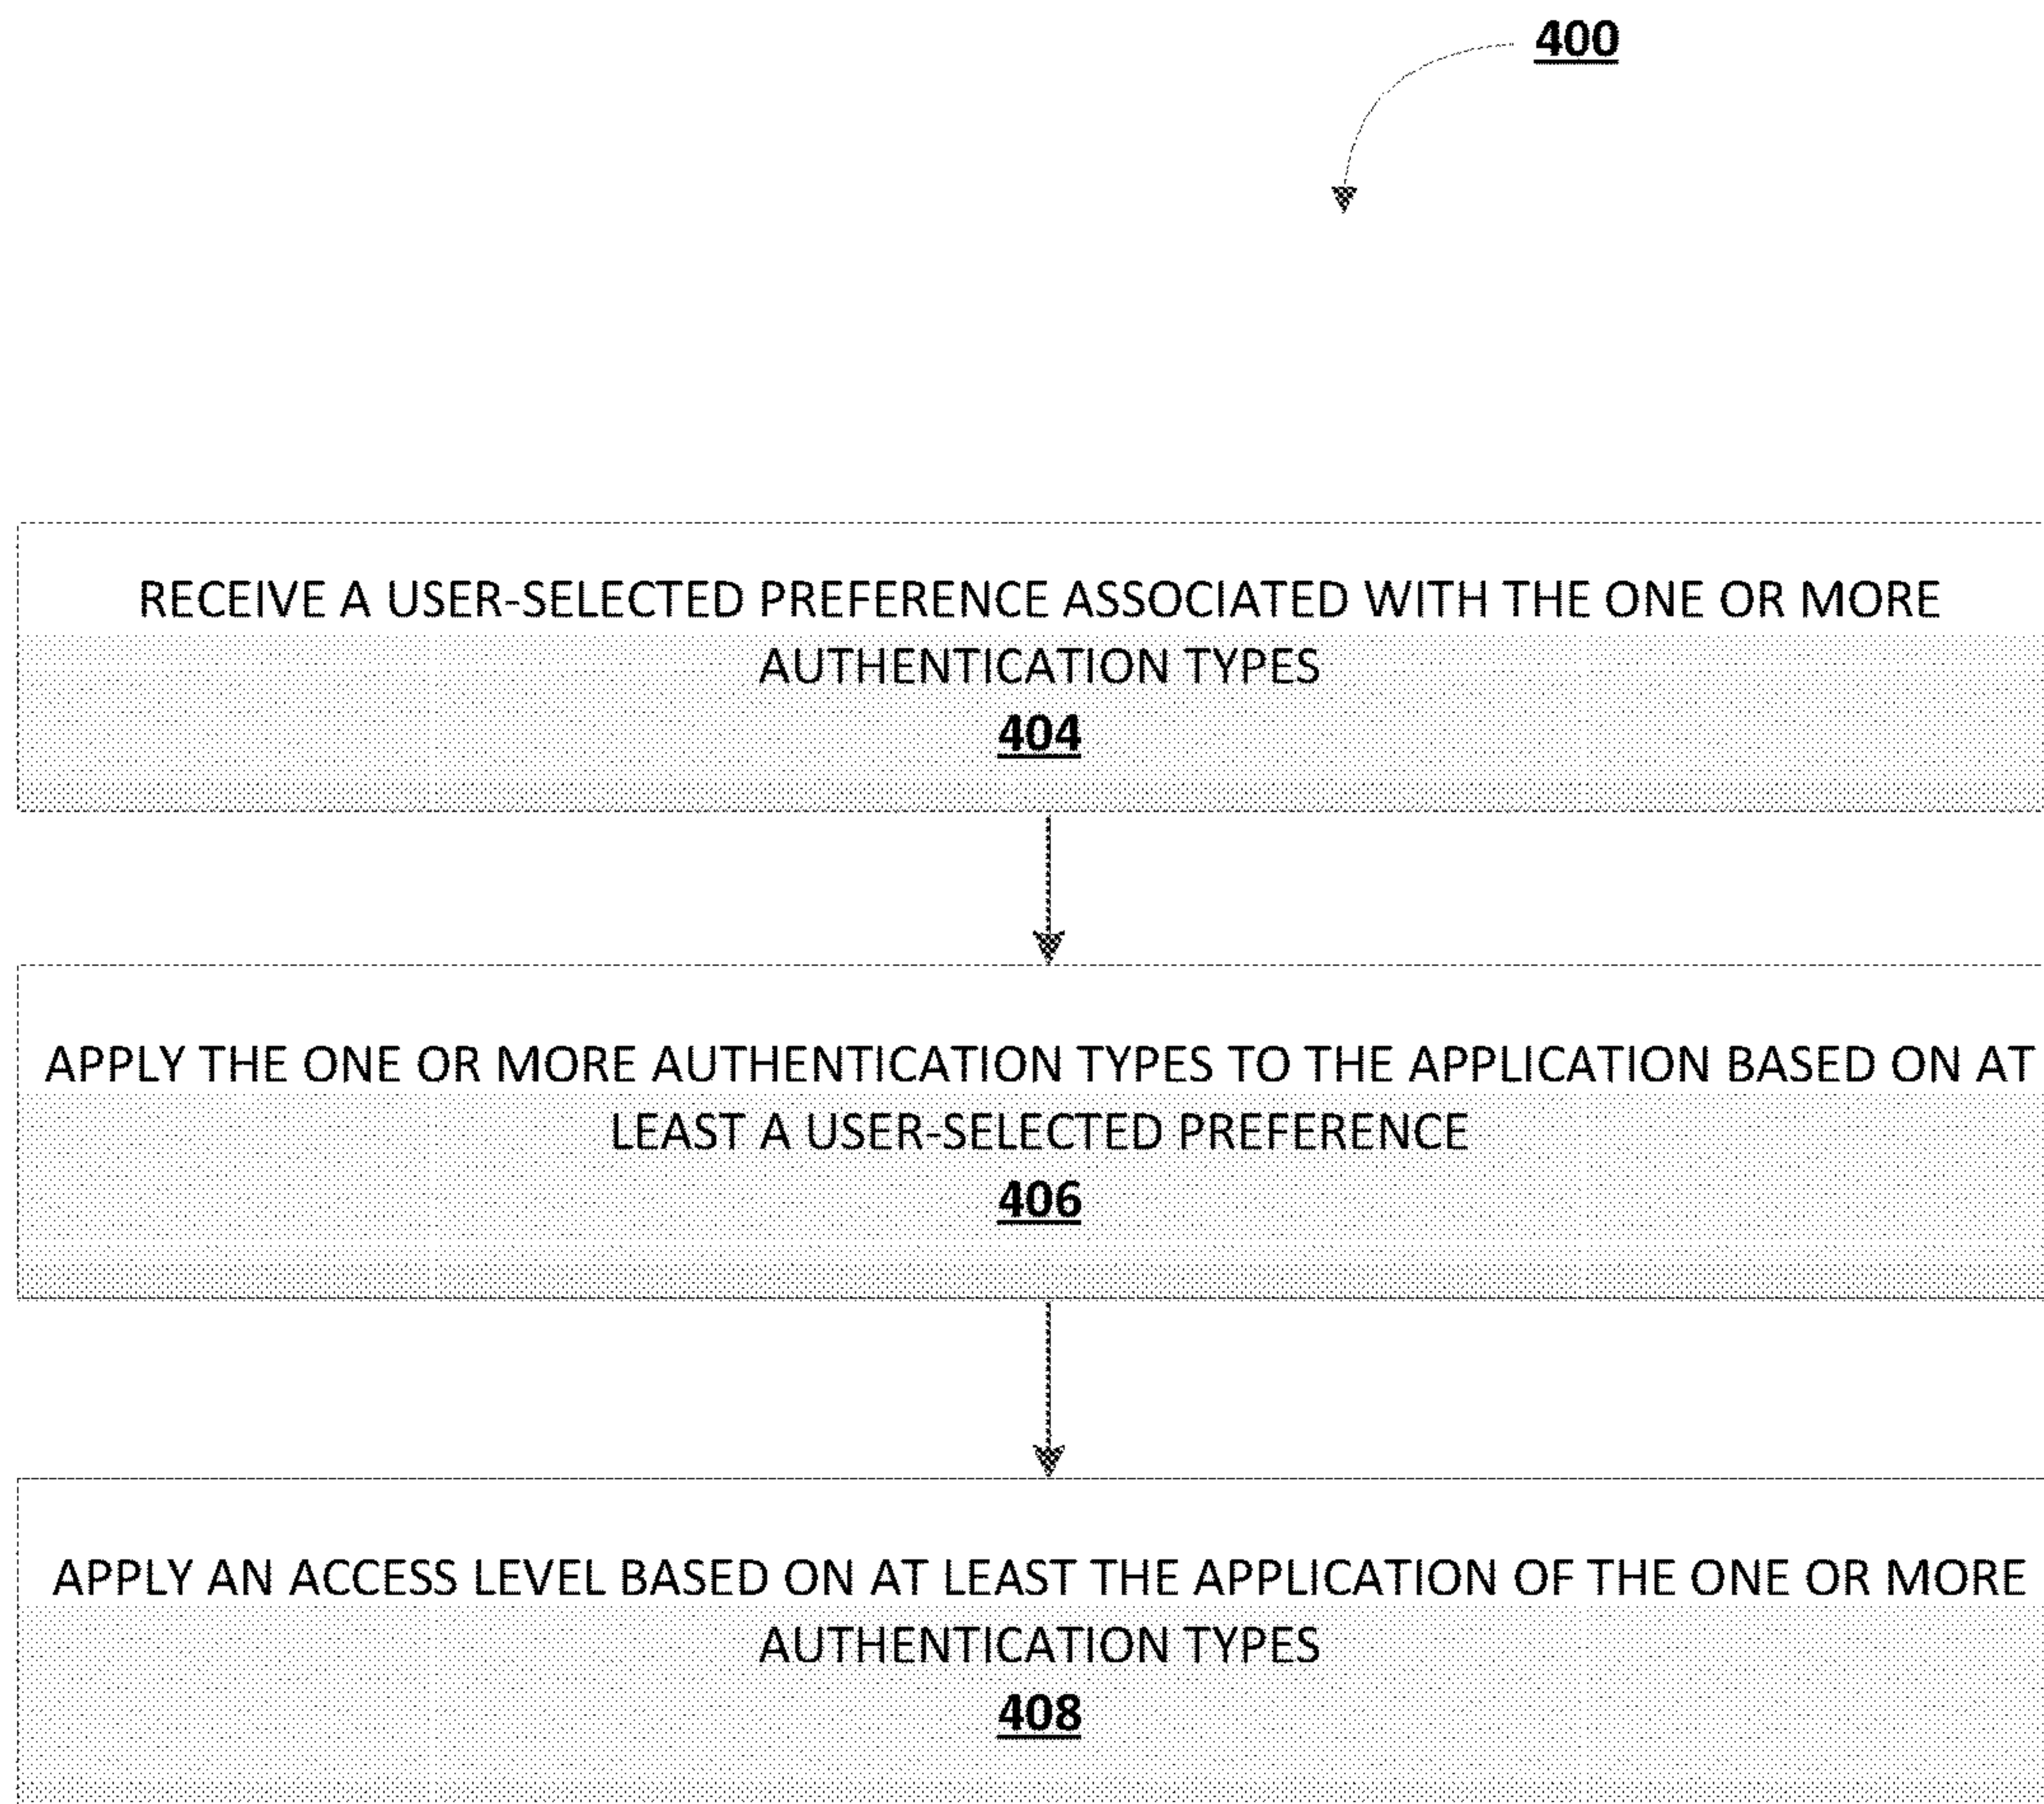 400
RECEIVE A USER-SELECTED PREFERENCE ASSOCIATED WITH THE ONE OR MORE
AUTHENTICATION TYPES
404
APPLY THE ONE OR MORE AUTHENTICATION TYPES TO THE APPLICATION BASED ON AT
LEAST A USER-SELECTED PREFERENCE
406
APPLY AN ACCESS LEVEL BASED ON AT LEAST THE APPLICATION OF THE ONE OR MORE
AUTHENTICATION TYPES
408